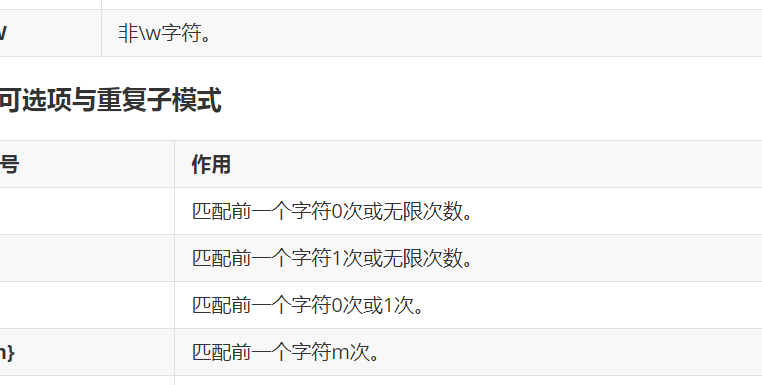 非\w字符。
可选项与重复子模式
号 作用
匹配前一个字符0次或无限次数。
匹配前一个字符1次或无限次数。
匹配前一个字符0次或1次。
} 匹配前一个字符m次。